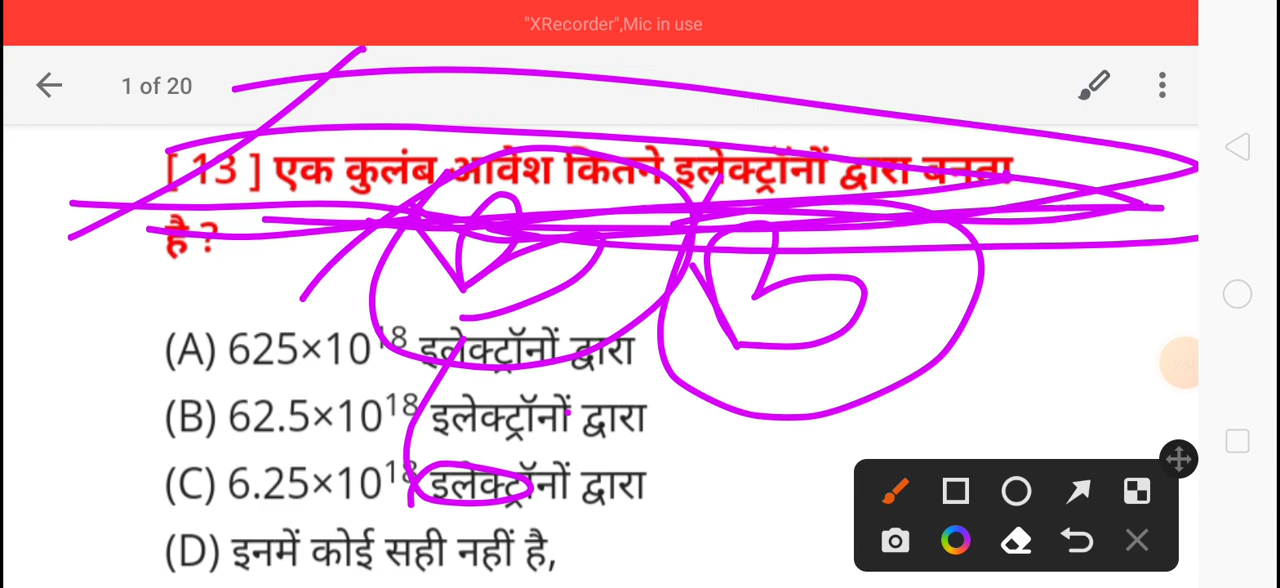 "XRecorder",Mic in use
1 of 20
[ 13 ] एक कुलंब आवेश कितने इलेक्ट्रॉनों द्वारा बनता
है ?
(A) 625×10¹⁸ इलेक्ट्रॉनों द्वारा
(B) 62.5×10¹⁸ इलेक्ट्रॉनों द्वारा
(C) 6.25×10¹⁸ इलेक्ट्रॉनों द्वारा
(D) इनमें कोई सही नहीं है,